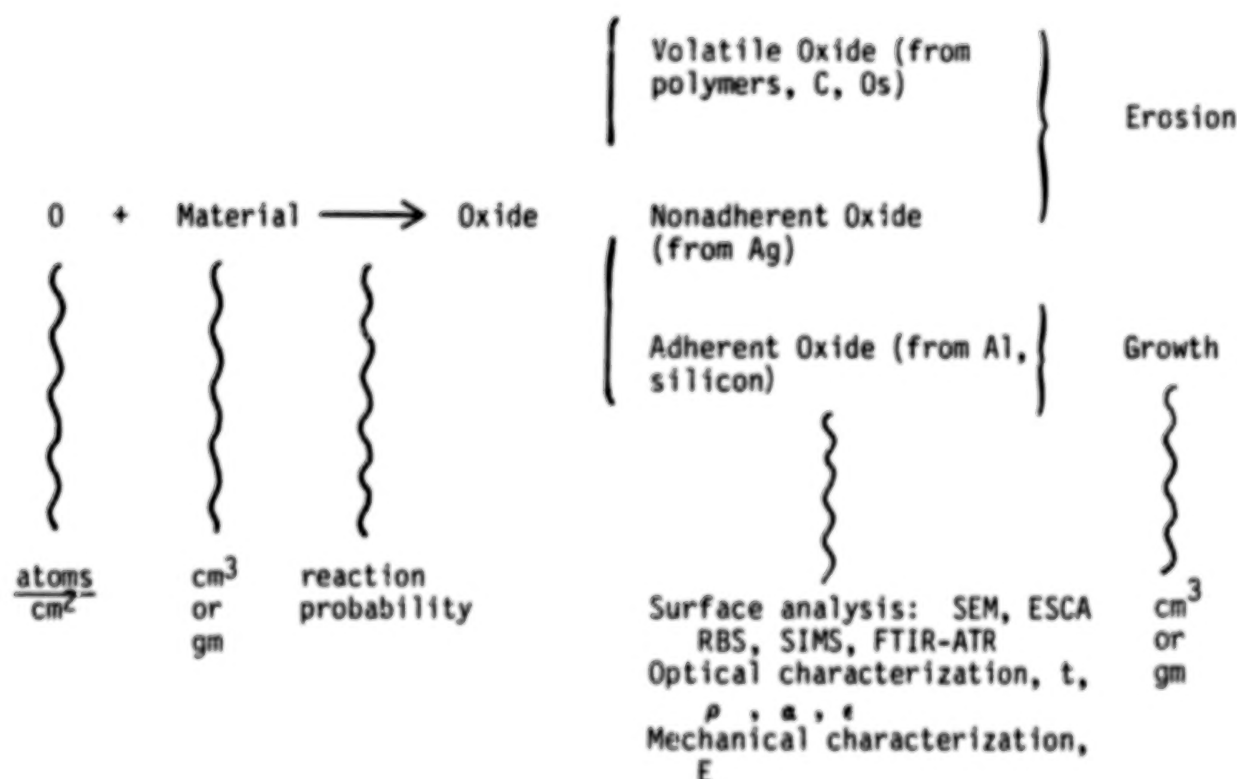 Volatile Oxide (from
polymers, C, Os)
Erosion
O + Material ⟶ Oxide
Nonadherent Oxide
(from Ag)
Adherent Oxide (from Al,
silicon)
Growth
atoms
cm²
cm³
or
gm
reaction
probability
Surface analysis: SEM, ESCA
RBS, SIMS, FTIR-ATR
Optical characterization, t,
ρ , α , ϵ
Mechanical characterization,
E
cm³
or
gm